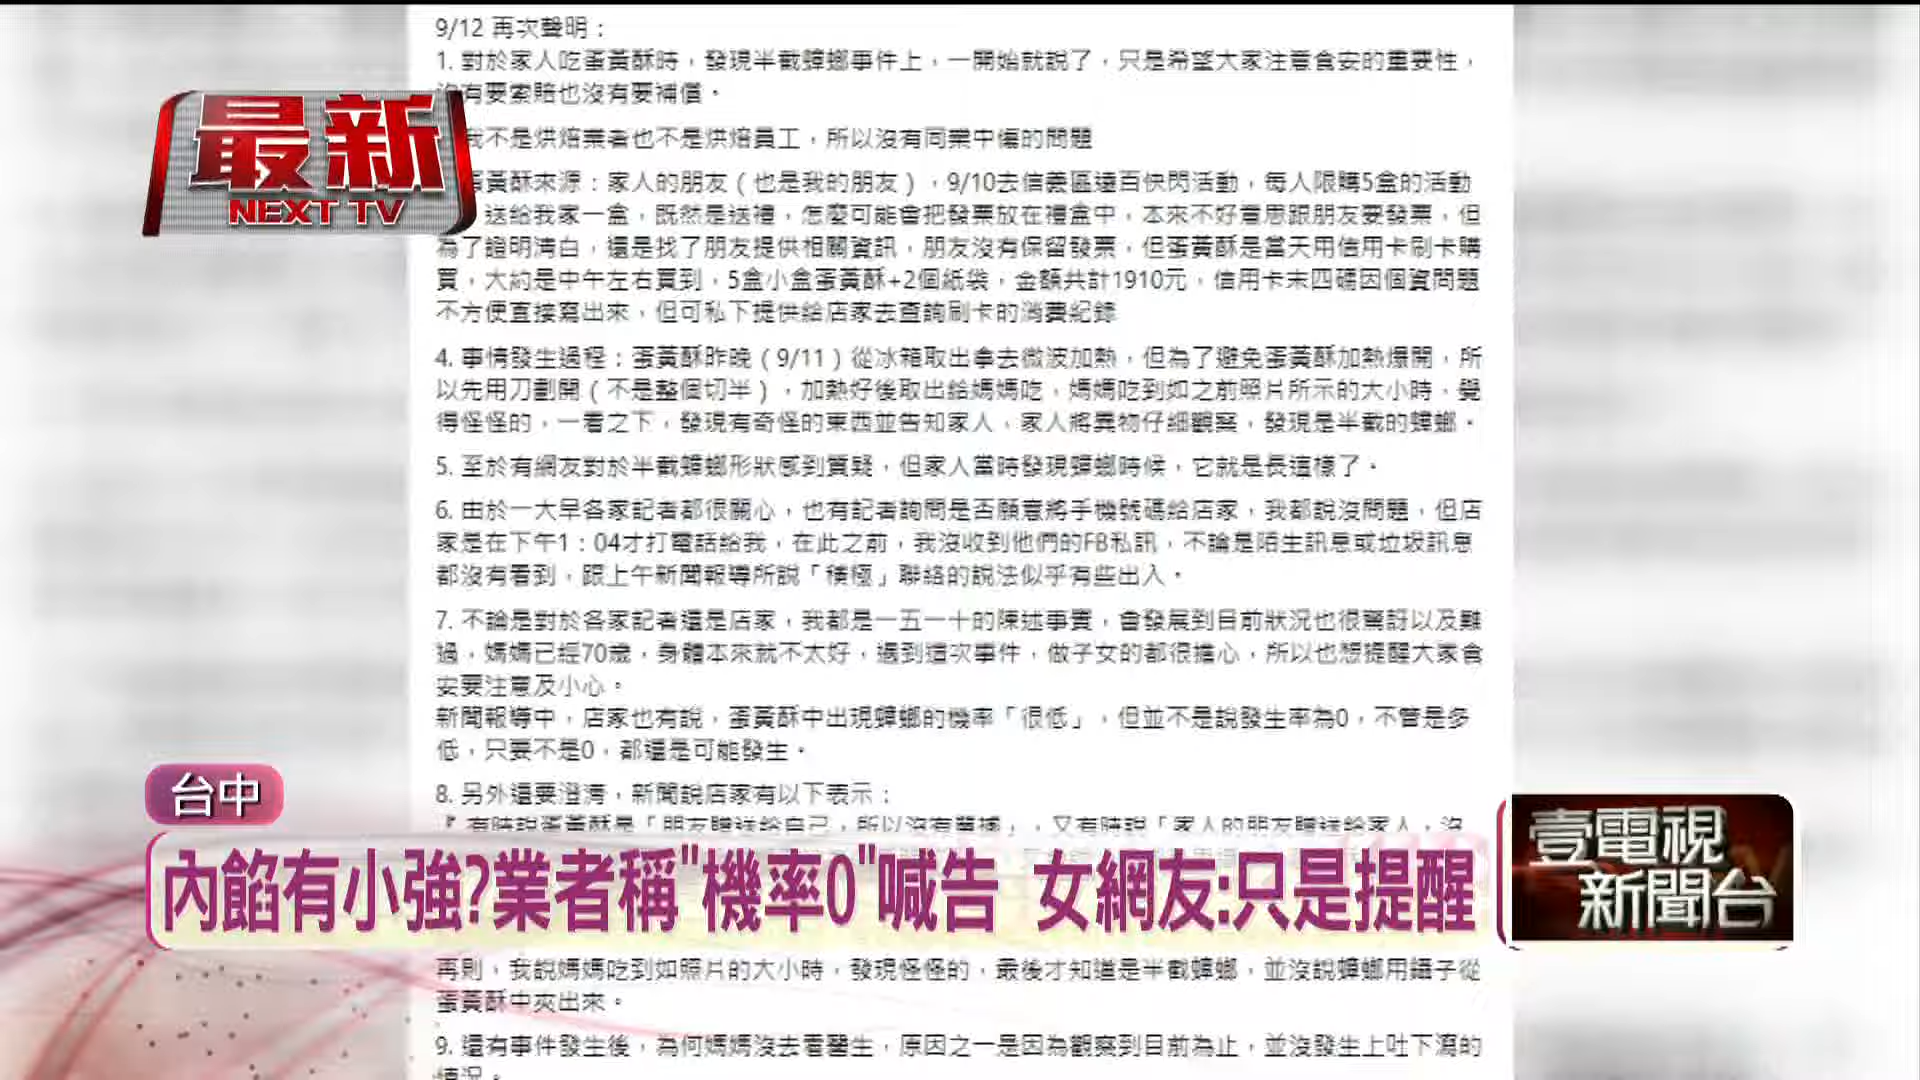 9/12 再次聲明：
1. 對於家人吃蛋黃酥時，發現半截蟑螂事件上，一開始就說了，只是希望大家注意食安的重要性，
沒有要索賠也沒有要補償。
最新
NEXT TV
我不是烘焙業者也不是烘焙員工，所以沒有同業中傷的問題
蛋黃酥來源：家人的朋友（也是我的朋友），9/10去信義區遠百快閃活動，每人限購5盒的活動
送給我家一盒，既然是送禮，怎麼可能會把發票放在禮盒中，本來不好意思跟朋友要發票，但
為了證明清白，還是找了朋友提供相關資訊，朋友沒有保留發票，但蛋黃酥是當天用信用卡刷卡購
買，大約是中午左右買到，5盒小盒蛋黃酥+2個紙袋，金額共計1910元，信用卡末四碼因個資問題
不方便直接寫出來，但可私下提供給店家去查詢刷卡的消費紀錄
4. 事情發生過程：蛋黃酥昨晚（9/11）從冰箱取出拿去微波加熱，但為了避免蛋黃酥加熱爆開，所
以先用刀劃開（不是整個切半），加熱好後取出給媽媽吃，媽媽吃到如之前照片所示的大小時，覺
得怪怪的，一看之下，發現有奇怪的東西並告知家人，家人將異物仔細觀察，發現是半截的蟑螂。
5. 至於有網友對於半截蟑螂形狀感到質疑，但家人當時發現蟑螂時候，它就是長這樣了。
6. 由於一大早各家記者都很關心，也有記者詢問是否願意將手機號碼給店家，我都說沒問題，但店
家是在下午1：04才打電話給我，在此之前，我沒收到他們的FB私訊，不論是陌生訊息或垃圾訊息
都沒有看到，跟上午新聞報導所說「積極」聯絡的說法似乎有些出入。
7. 不論是對於各家記者還是店家，我都是一五一十的陳述事實，會發展到目前狀況也很驚訝以及難
過，媽媽已經70歲，身體本來就不太好，遇到這次事件，做子女的都很擔心，所以也想提醒大家食
安要注意及小心。
新聞報導中，店家也有說，蛋黃酥中出現蟑螂的機率「很低」，但並不是說發生率為0，不管是多
低，只要不是0，都還是可能發生。
8. 另外還要澄清，新聞說店家有以下表示：
『 有時說蛋黃酥是「朋友贈送給自己，所以沒有單據」，又有時說「家人的朋友贈送給家人，沒
台中
內餡有小強?業者稱"機率0"喊告 女網友:只是提醒
壹電視
新聞台
再則，我說媽媽吃到如照片的大小時，發現怪怪的，最後才知道是半截蟑螂，並沒說蟑螂用鑷子從
蛋黃酥中夾出來。
9. 還有事件發生後，為何媽媽沒去看醫生，原因之一是因為觀察到目前為止，並沒發生上吐下瀉的
情況。